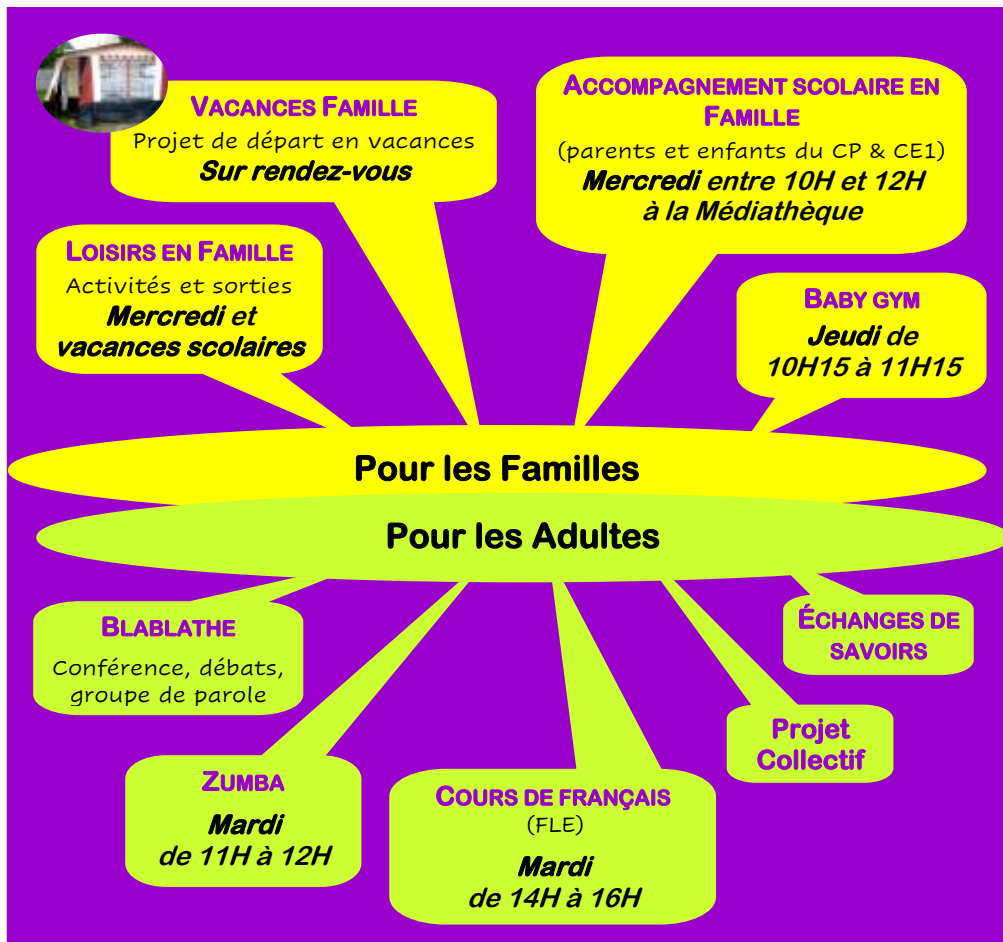 VACANCES FAMILLE
Projet de départ en vacances
Sur rendez-vous
ACCOMPAGNEMENT SCOLAIRE EN
FAMILLE
(parents et enfants du CP & CE1)
Mercredi entre 10H et 12H
à la Médiathèque
LOISIRS EN FAMILLE
Activités et sorties
Mercredi et
vacances scolaires
BABY GYM
Jeudi de
10H15 à 11H15
Pour les Familles
Pour les Adultes
BLABLATHE
Conférence, débats,
groupe de parole
ÉCHANGES DE
SAVOIRS
Projet
Collectif
ZUMBA
Mardi
de 11H à 12H
COURS DE FRANÇAIS
(FLE)
Mardi
de 14H à 16H